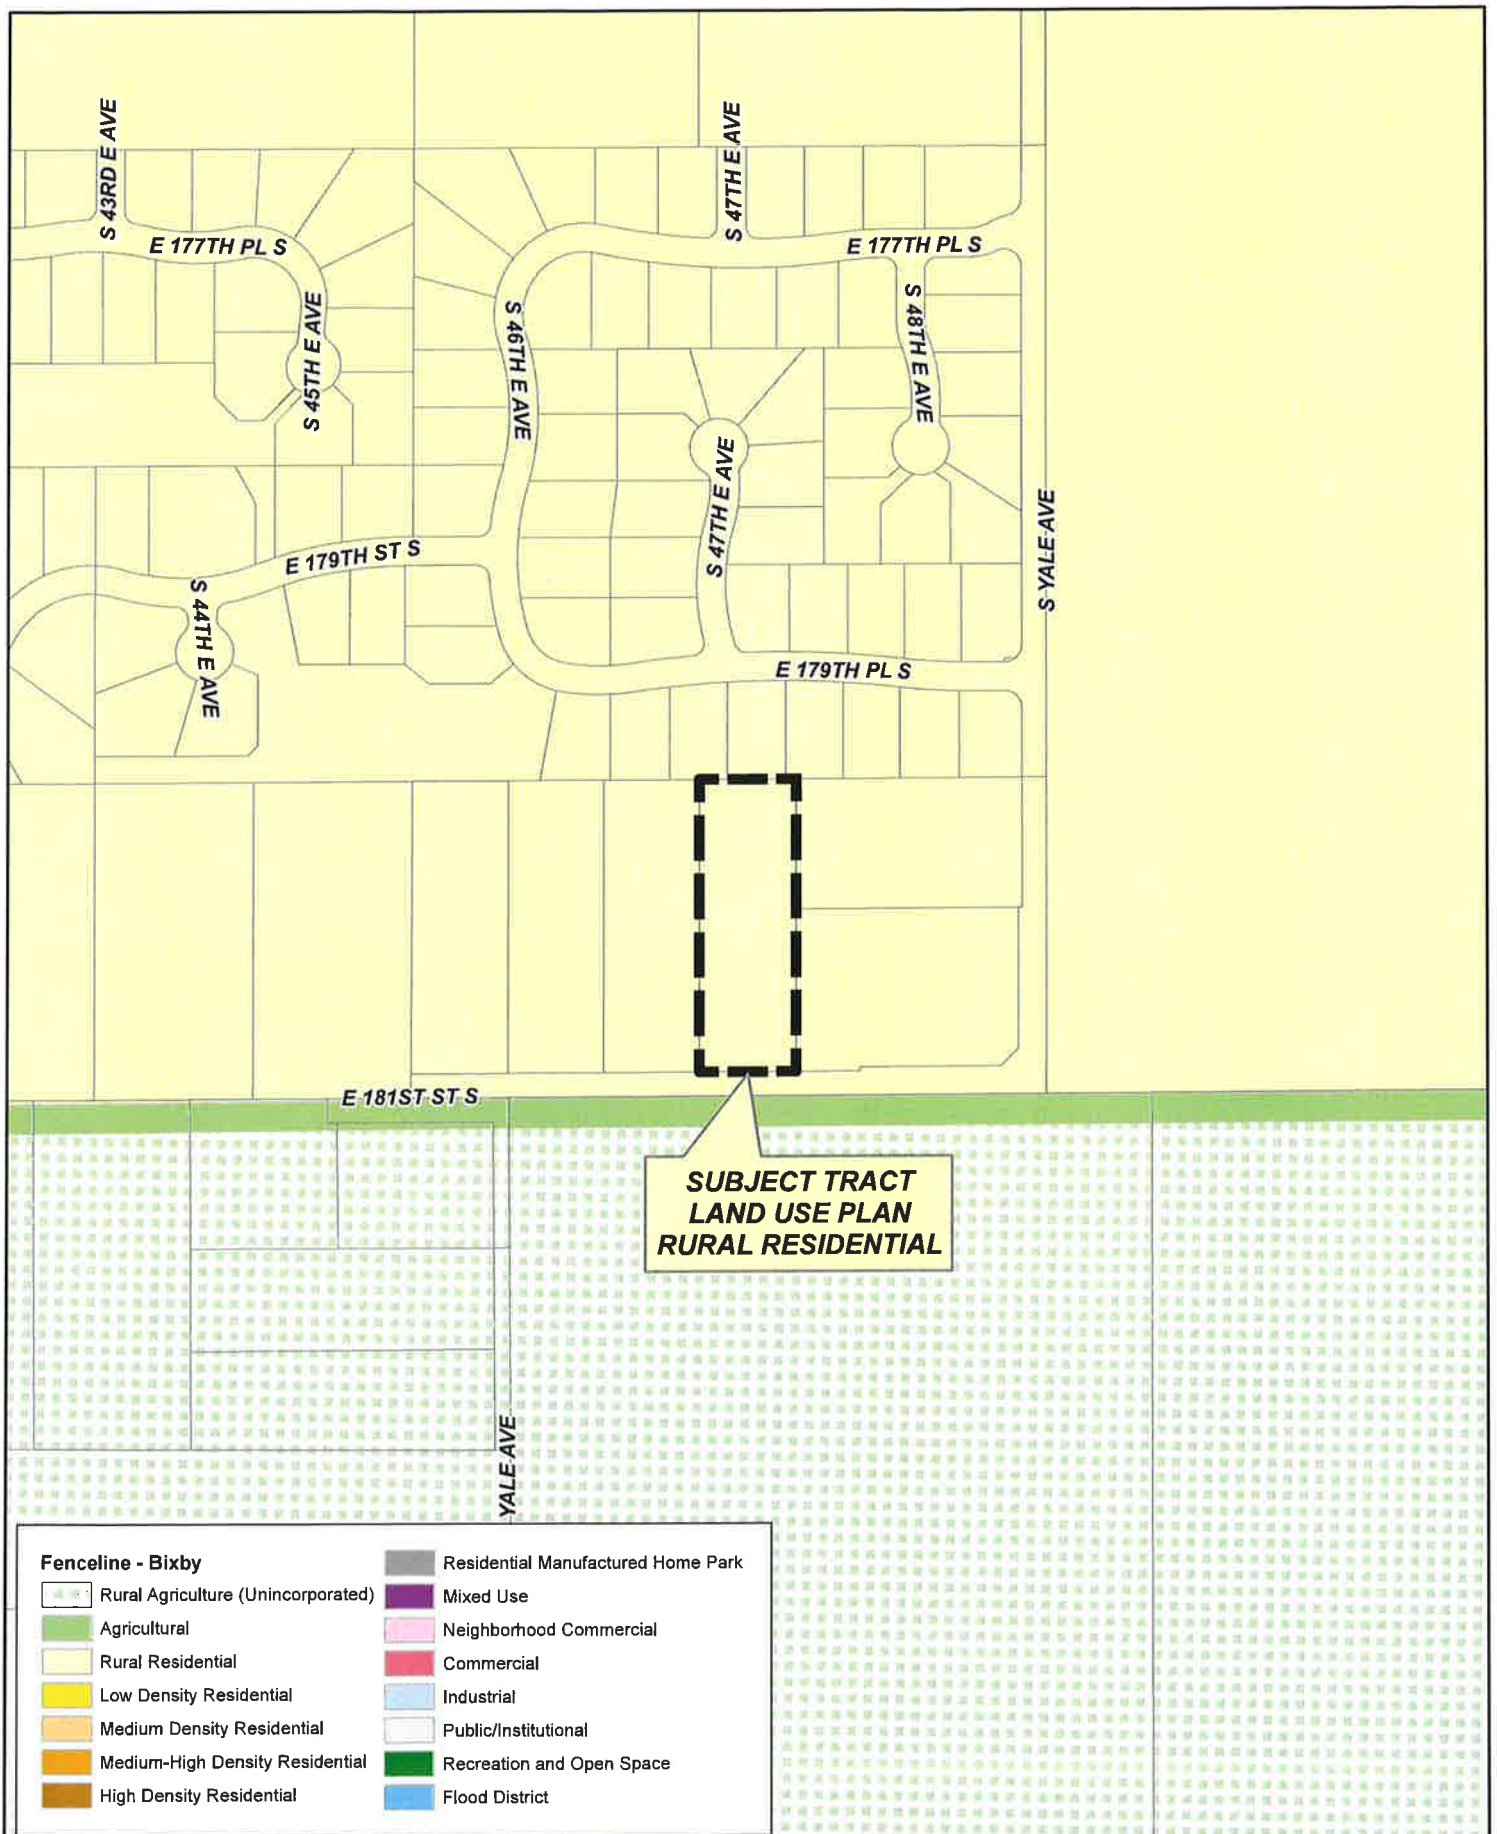 S 43RD E AVE
S 47TH E AVE
E 177TH PL S
E 177TH PL S
S 45TH E AVE
S 46TH E AVE
S 48TH E AVE
S 47TH E AVE
S YALE AVE
E 179TH ST S
S 44TH E AVE
E 179TH PL S
E 181ST ST S
SUBJECT TRACT
LAND USE PLAN
RURAL RESIDENTIAL
YALE AVE
Fenceline - Bixby
Rural Agriculture (Unincorporated)
Agricultural
Rural Residential
Low Density Residential
Medium Density Residential
Medium-High Density Residential
High Density Residential
Residential Manufactured Home Park
Mixed Use
Neighborhood Commercial
Commercial
Industrial
Public/Institutional
Recreation and Open Space
Flood District